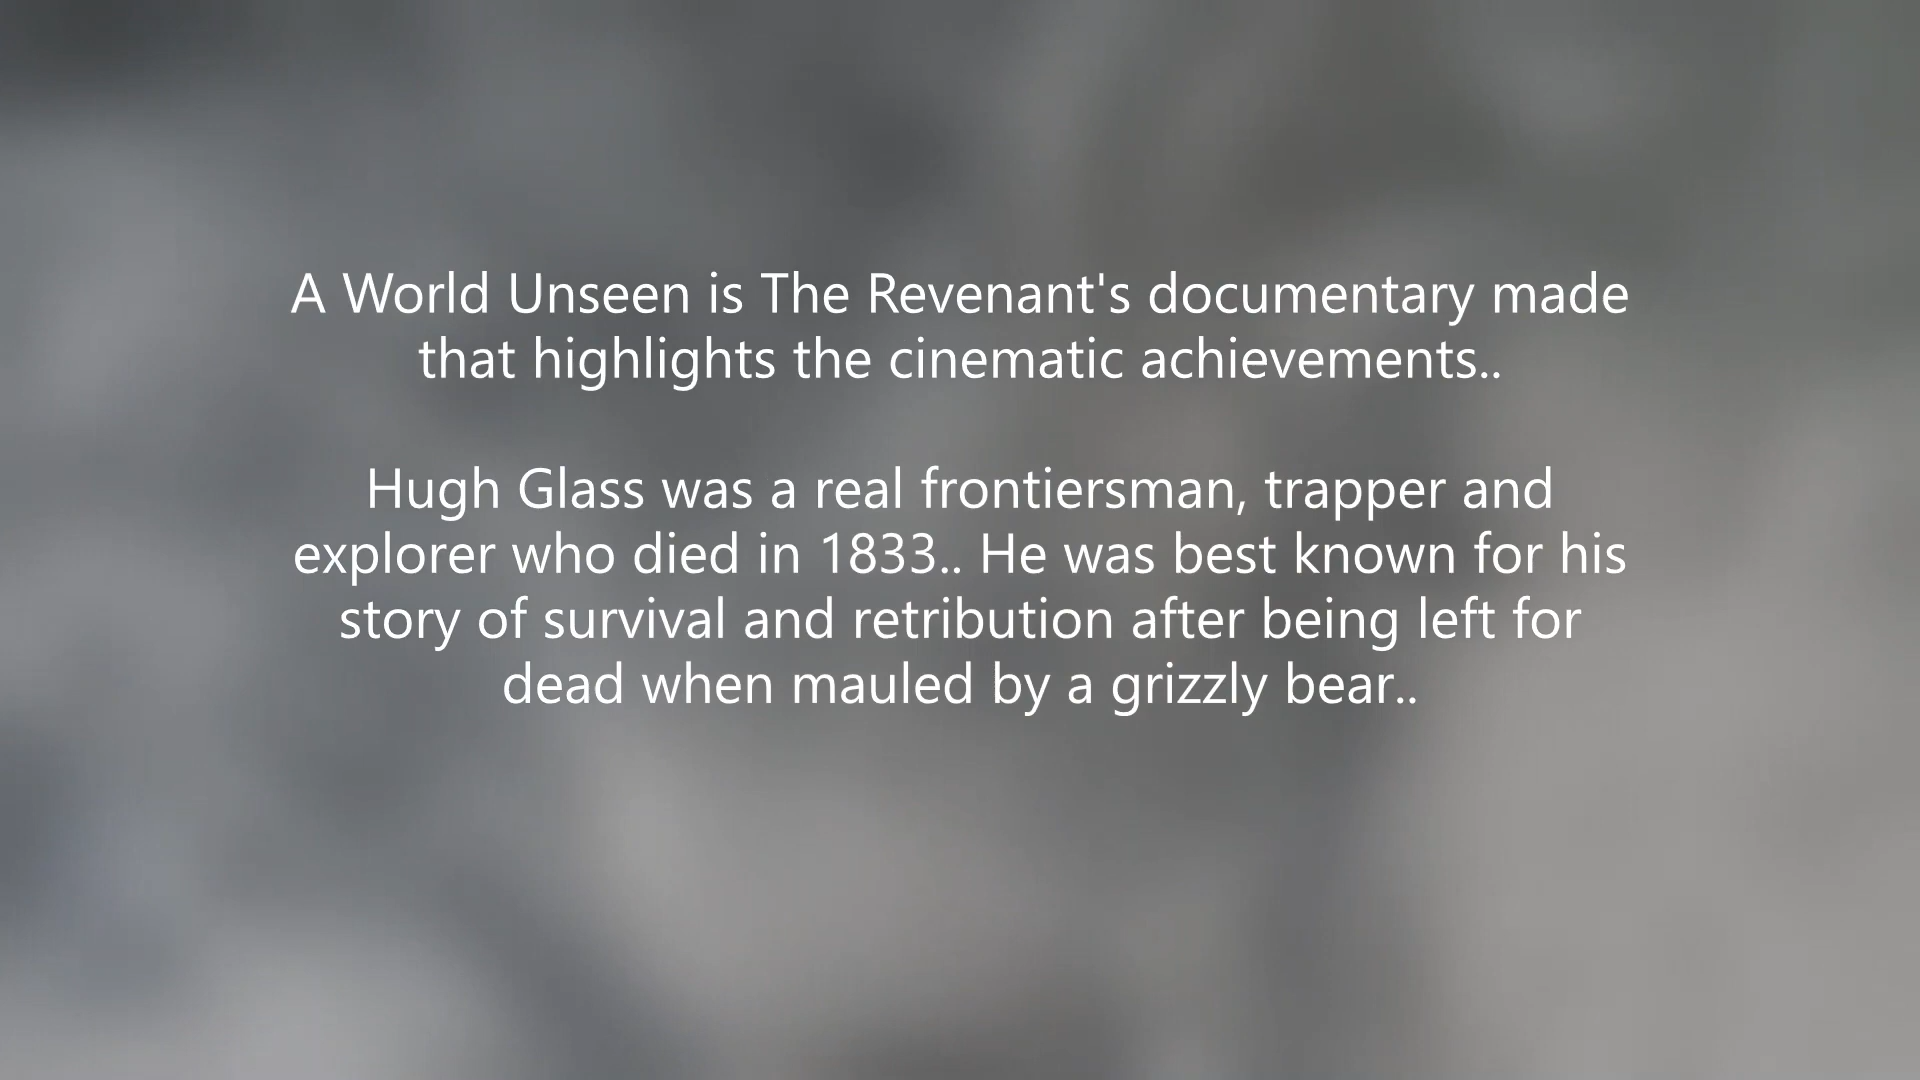 A World Unseen is The Revenant's documentary made
that highlights the cinematic achievements..
Hugh Glass was a real frontiersman, trapper and
explorer who died in 1833.. He was best known for his
story of survival and retribution after being left for
dead when mauled by a grizzly bear..